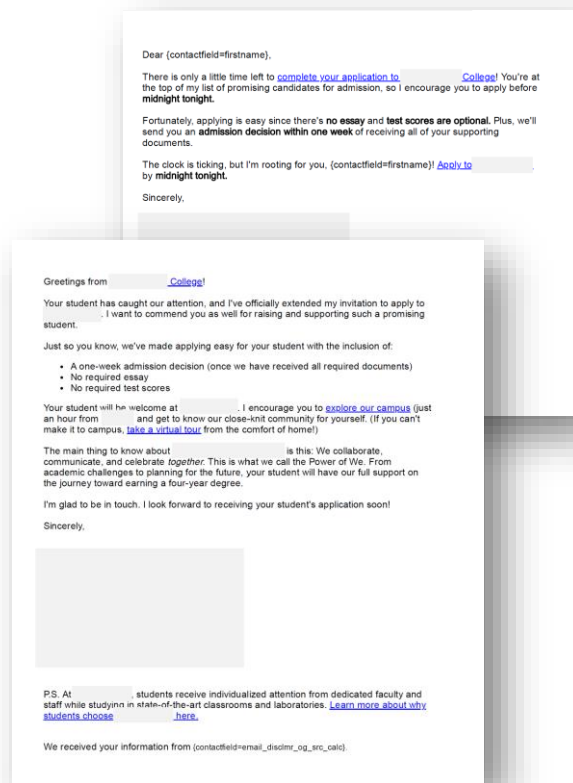 Dear {contactfield=firstname},
There is only a little time left to complete your application to College! You're at
the top of my list of promising candidates for admission, so I encourage you to apply before
midnight tonight.
Fortunately, applying is easy since there's no essay and test scores are optional. Plus, we'll
send you an admission decision within one week of receiving all of your supporting
documents.
The clock is ticking, but I'm rooting for you, {contactfield=firstname}! Apply to .
by midnight tonight.
Sincerely,
Greetings from College!
Your student has caught our attention, and I've officially extended my invitation to apply to
. I want to commend you as well for raising and supporting such a promising
student.
Just so you know, we've made applying easy for your student with the inclusion of:
• A one-week admission decision (once we have received all required documents)
• No required essay
• No required test scores
Your student will be welcome at . I encourage you to explore our campus (just
an hour from and get to know our close-knit community for yourself. (If you can't
make it to campus, take a virtual tour from the comfort of home!)
The main thing to know about is this: We collaborate,
communicate, and celebrate together. This is what we call the Power of We. From
academic challenges to planning for the future, your student will have our full support on
the journey toward earning a four-year degree.
I'm glad to be in touch. I look forward to receiving your student's application soon!
Sincerely,
P.S. At , students receive individualized attention from dedicated faculty and
staff while studying in state-of-the-art classrooms and laboratories. Learn more about why
students choose here.
We received your information from {contactfield=email_disclmr_og_src_calc}.